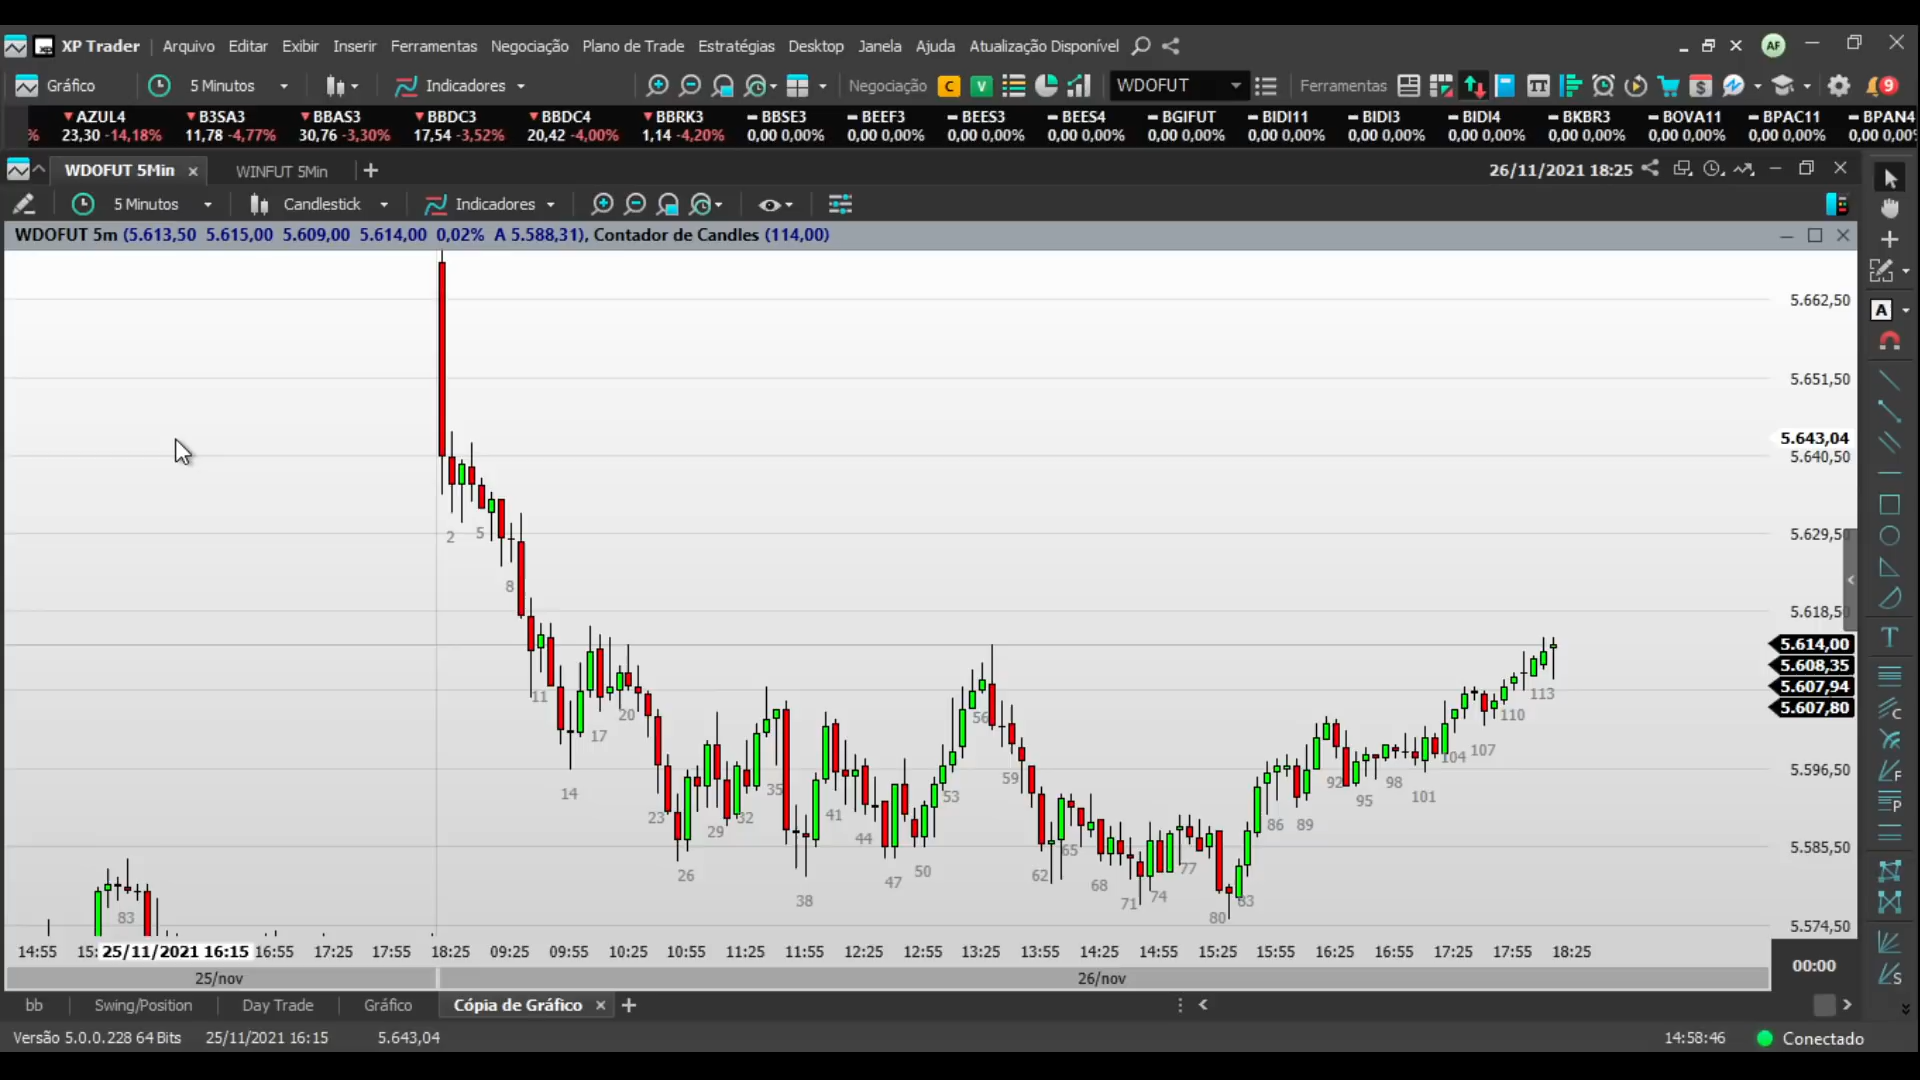 XP Trader Arquivo Editar Exibir Inserir Ferramentas Negociação Plano de Trade Estratégias Desktop Janela Ajuda Atualização Disponível AF
Gráfico 5 Minutos Indicadores Negociação C V WDOFUT Ferramentas 9
AZUL4 B3SA3 BBAS3 BBDC3 BBDC4 BBRK3 BBSE3 BEEF3 BEES3 BEES4 BGIFUT BIDI11 BIDI3 BIDI4 BKBR3 BOVA11 BPAC11 BPAN4
% 23,30 -14,18% 11,78 -4,77% 30,76 -3,30% 17,54 -3,52% 20,42 -4,00% 1,14 -4,20% 0,00 0,00% 0,00 0,00% 0,00 0,00% 0,00 0,00% 0,00 0,00% 0,00 0,00% 0,00 0,00% 0,00 0,00% 0,00 0,00% 0,00 0,00% 0,00 0,00% 0,00 0,00%
WDOFUT 5Min WINFUT 5Min 26/11/2021 18:25
5 Minutos Candlestick Indicadores
WDOFUT 5m (5.613,50 5.615,00 5.609,00 5.614,00 0,02% A 5.588,31), Contador de Candles (114,00)
5.662,50
A
5.651,50
5.643,04
5.640,50
5.629,50
2 5
8
5.618,50
T
5.614,00
5.608,35
5.607,94
5.607,80
11 17 20 56 110 113
C
14 23 26 29 32 35 38 41 44 47 50 53 59 62 65 68 71 74 77 80 83 86 89 92 95 98 101 104 107
5.596,50
F
P
5.585,50
83
5.574,50
14:55 15: 25/11/2021 16:15 16:55 17:25 17:55 18:25 09:25 09:55 10:25 10:55 11:25 11:55 12:25 12:55 13:25 13:55 14:25 14:55 15:25 15:55 16:25 16:55 17:25 17:55 18:25
00:00
25/nov 26/nov
S
bb Swing/Position Day Trade Gráfico Cópia de Gráfico
Versão 5.0.0.228 64 Bits 25/11/2021 16:15 5.643,04 14:58:46 Conectado